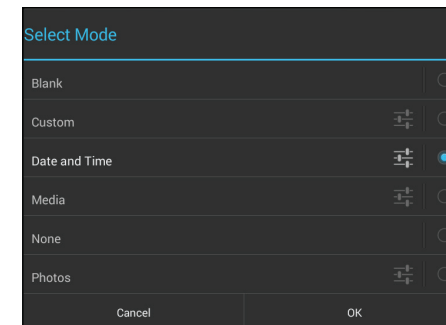 Select Mode
Blank
Custom
Date and Time
Media
None
Photos
Cancel OK